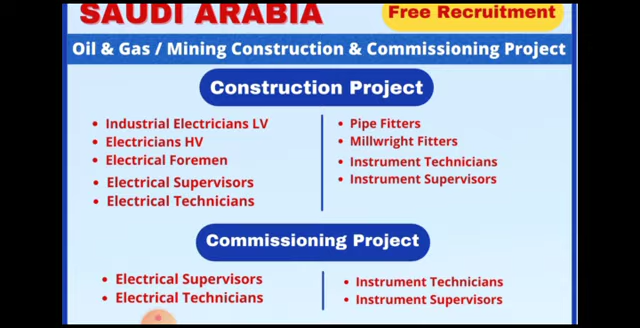 SAUDI ARABIA
Free Recruitment
Oil & Gas / Mining Construction & Commissioning Project
Construction Project
• Industrial Electricians LV
• Electricians HV
• Electrical Foremen
• Electrical Supervisors
• Electrical Technicians
• Pipe Fitters
• Millwright Fitters
• Instrument Technicians
• Instrument Supervisors
Commissioning Project
• Electrical Supervisors
• Electrical Technicians
• Instrument Technicians
• Instrument Supervisors